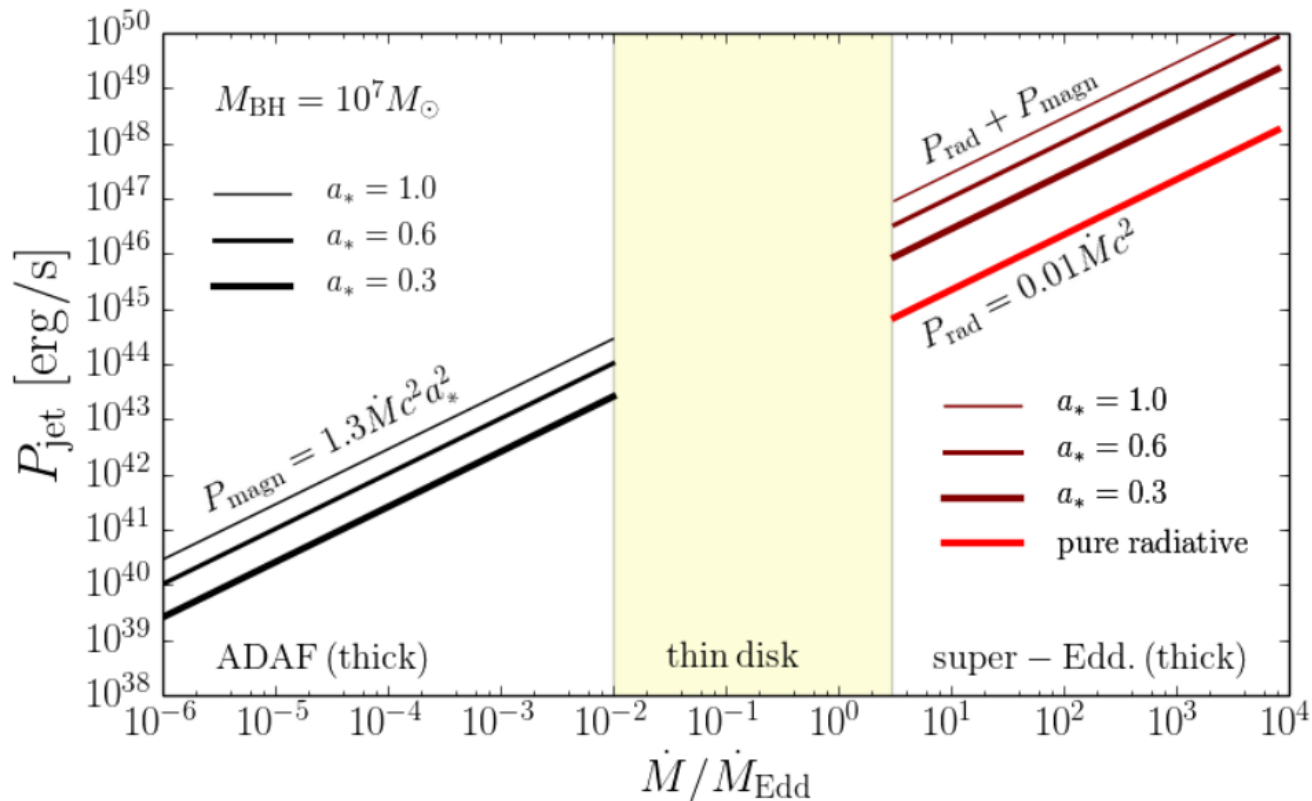 P_jet [erg/s]
10^50
10^49
10^48
10^47
10^46
10^45
10^44
10^43
10^42
10^41
10^40
10^39
10^38
M_BH = 10^7 M_⊙
a_* = 1.0
a_* = 0.6
a_* = 0.3
P_magn = 1.3Ṁc^2 a_*^2
ADAF (thick)
thin disk
P_rad + P_magn
P_rad = 0.01Ṁc^2
a_* = 1.0
a_* = 0.6
a_* = 0.3
pure radiative
super − Edd. (thick)
10^−6 10^−5 10^−4 10^−3 10^−2 10^−1 10^0 10^1 10^2 10^3 10^4
Ṁ/Ṁ_Edd